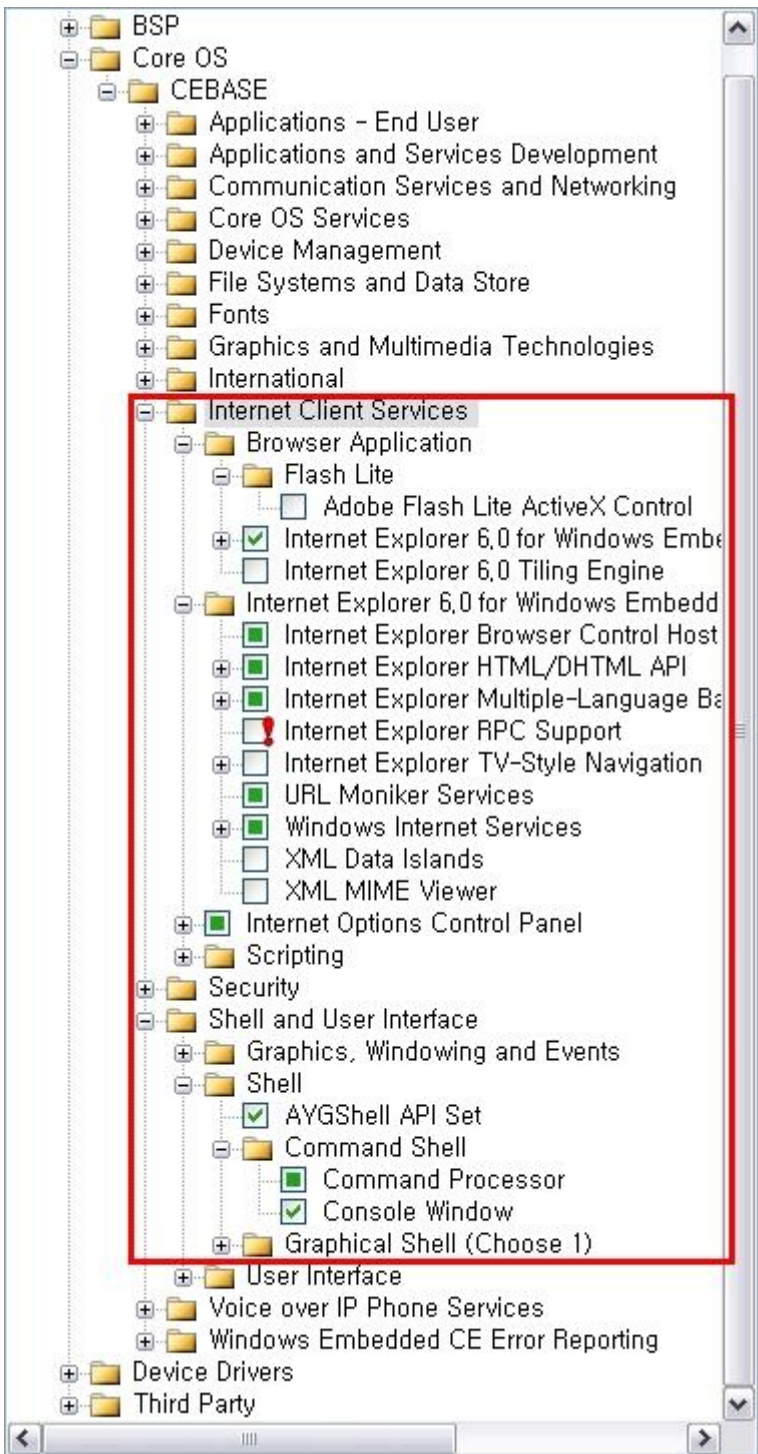 BSP
Core OS
CEBASE
Applications - End User
Applications and Services Development
Communication Services and Networking
Core OS Services
Device Management
File Systems and Data Store
Fonts
Graphics and Multimedia Technologies
International
Internet Client Services
Browser Application
Flash Lite
Adobe Flash Lite ActiveX Control
Internet Explorer 6,0 for Windows Embe
Internet Explorer 6,0 Tiling Engine
Internet Explorer 6,0 for Windows Embedd
Internet Explorer Browser Control Host
Internet Explorer HTML/DHTML API
Internet Explorer Multiple-Language Ba
Internet Explorer RPC Support
Internet Explorer TV-Style Navigation
URL Moniker Services
Windows Internet Services
XML Data Islands
XML MIME Viewer
Internet Options Control Panel
Scripting
Security
Shell and User Interface
Graphics, Windowing and Events
Shell
AYGShell API Set
Command Shell
Command Processor
Console Window
Graphical Shell (Choose 1)
User Interface
Voice over IP Phone Services
Windows Embedded CE Error Reporting
Device Drivers
Third Party